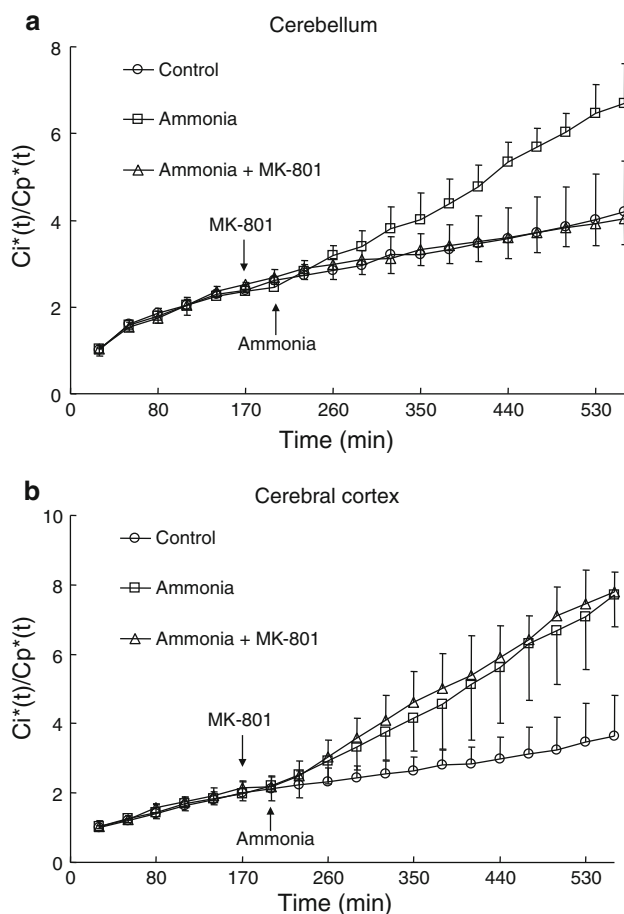 a
Cerebellum
8
6
4
2
0
Ci*(t)/Cp*(t)
Control
Ammonia
Ammonia + MK-801
MK-801
Ammonia
0 80 170 260 350 440 530
Time (min)
b
Cerebral cortex
10
8
6
4
2
0
Ci*(t)/Cp*(t)
Control
Ammonia
Ammonia + MK-801
MK-801
Ammonia
0 80 170 260 350 440 530
Time (min)